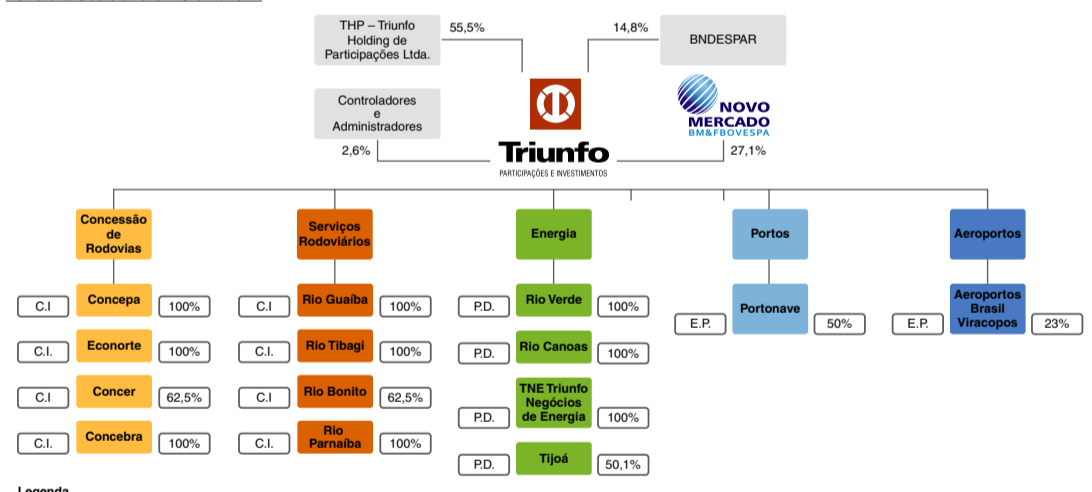 THP – Triunfo
Holding de
Participações Ltda.
55,5%
14,8%
BNDESPAR
Controladores
e
Administradores
2,6%
NOVO
MERCADO
BM&FBOVESPA
27,1%
Triunfo
PARTICIPAÇÕES E INVESTIMENTOS
Concessão
de
Rodovias
Serviços
Rodoviários
Energia
Portos
Aeroportos
C.I Concepa 100%
C.I. Econorte 100%
C.I Concer 62,5%
C.I. Concebra 100%
C.I Rio Guaíba 100%
C.I. Rio Tibagi 100%
C.I Rio Bonito 62,5%
C.I. Rio
Parnaíba 100%
P.D. Rio Verde 100%
P.D. Rio Canoas 100%
P.D. TNE Triunfo
Negócios
de Energia 100%
P.D. Tijoá 50,1%
E.P. Portonave 50%
E.P. Aeroportos
Brasil
Viracopos 23%
Legenda